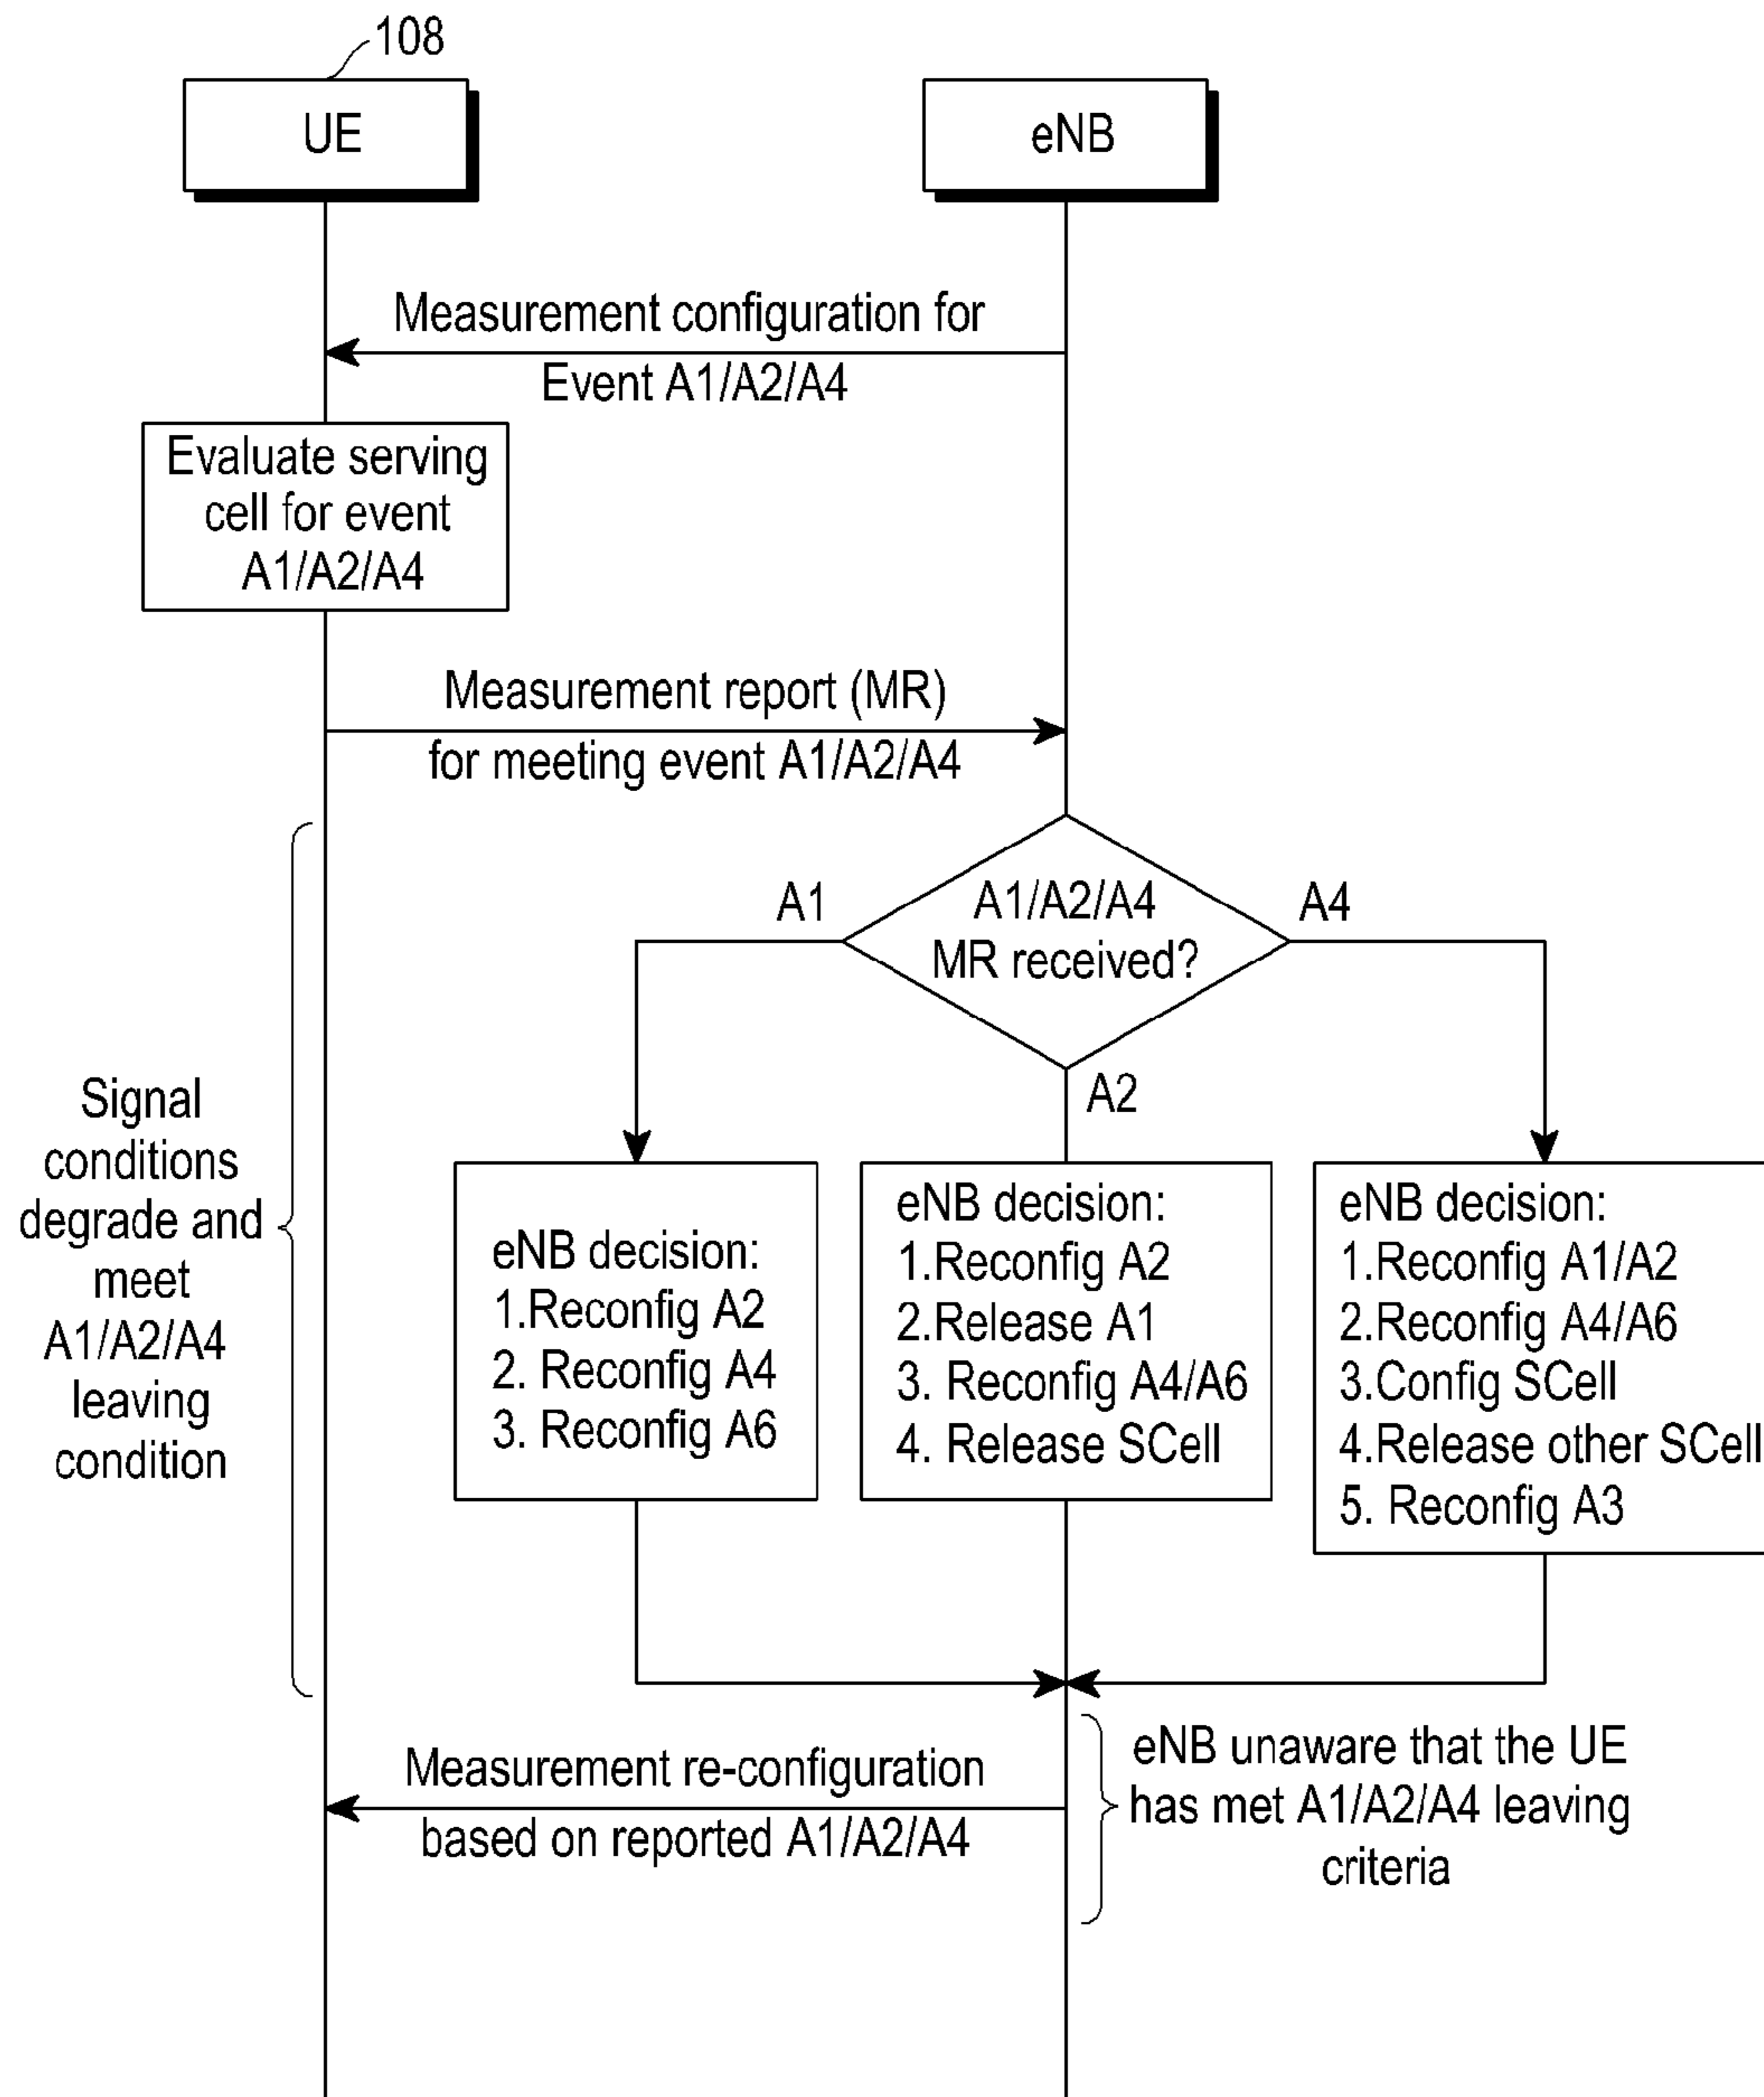 108
UE
eNB
Measurement configuration for
Event A1/A2/A4
Evaluate serving
cell for event
A1/A2/A4
Measurement report (MR)
for meeting event A1/A2/A4
A1
A1/A2/A4
MR received?
A4
A2
Signal
conditions
degrade and
meet
A1/A2/A4
leaving
condition
eNB decision:
1.Reconfig A2
2. Reconfig A4
3. Reconfig A6
eNB decision:
1.Reconfig A2
2.Release A1
3. Reconfig A4/A6
4. Release SCell
eNB decision:
1.Reconfig A1/A2
2.Reconfig A4/A6
3.Config SCell
4.Release other SCell
5. Reconfig A3
Measurement re-configuration
based on reported A1/A2/A4
eNB unaware that the UE
has met A1/A2/A4 leaving
criteria